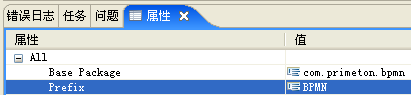 错误日志 任务 问题 属性
属性 值
All
Base Package com.primeton.bpmn
Prefix BPMN